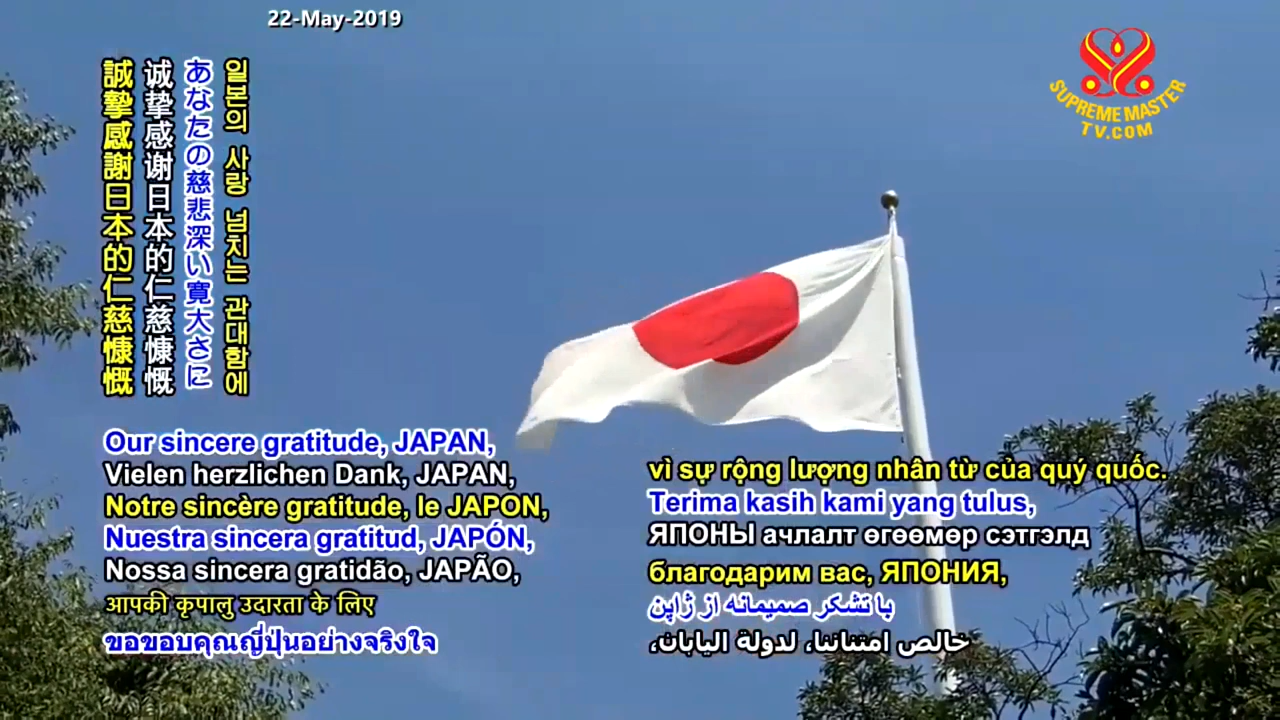 22-May-2019
SUPREME MASTER
TV.COM
일본의 사랑 넘치는 관대함에
あなたの慈悲深い寛大さに
诚挚感谢日本的仁慈慷慨
誠摯感謝日本的仁慈慷慨
Our sincere gratitude, JAPAN,
Vielen herzlichen Dank, JAPAN,
Notre sincère gratitude, le JAPON,
Nuestra sincera gratitud, JAPÓN,
Nossa sincera gratidão, JAPÃO,
आपकी कृपालु उदारता के लिए
ขอขอบคุณญี่ปุ่นอย่างจริงใจ
vì sự rộng lượng nhân từ của quý quốc.
Terima kasih kami yang tulus,
ЯПОНЫ ачлалт өгөөмөр сэтгэлд
благодарим вас, ЯПОНИЯ,
با تشکر صمیمانه از ژاپن
خالص امتناننا، لدولة اليابان،